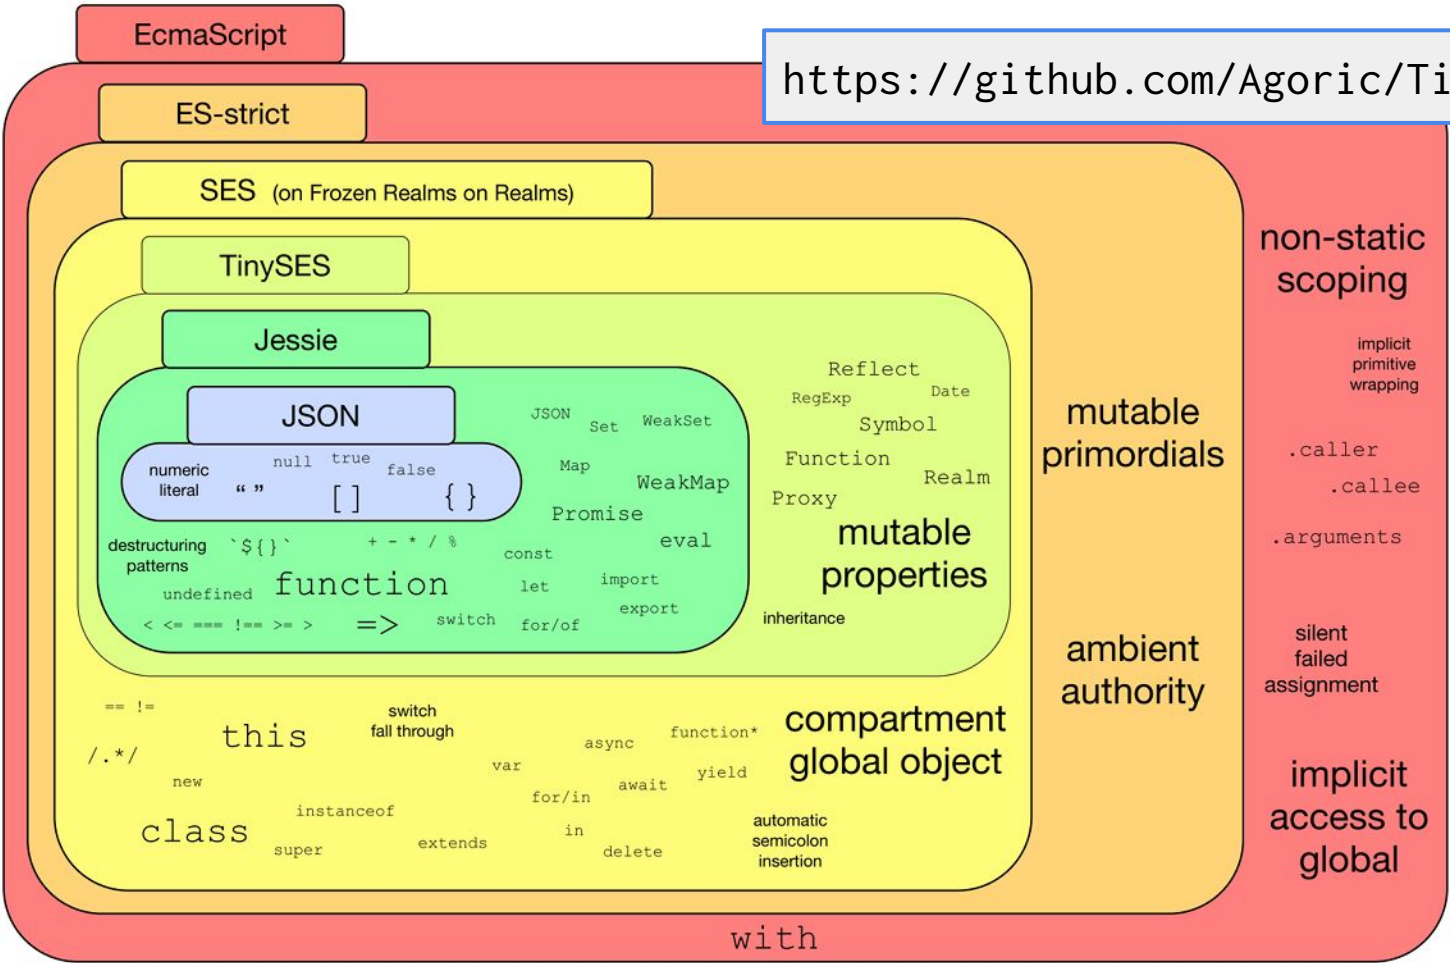 EcmaScript
https://github.com/Agoric/Ti
ES-strict
SES (on Frozen Realms on Realms)
TinySES
Jessie
JSON
numeric
literal
null true false
“ ” [ ] { }
JSON Set WeakSet
Map WeakMap
Promise
eval
destructuring
patterns
`${}`
+ - * / %
const
undefined function
let import
export
< <= === !== >= >
=>
switch for/of
Reflect
RegExp Date
Symbol
Function
Realm
Proxy
mutable
properties
inheritance
== !=
/.*/
this
switch
fall through
new
var
async function*
await yield
for/in
instanceof
class
super
extends
in
delete
compartment
global object
automatic
semicolon
insertion
mutable
primordials
ambient
authority
non-static
scoping
implicit
primitive
wrapping
.caller
.callee
.arguments
silent
failed
assignment
implicit
access to
global
with